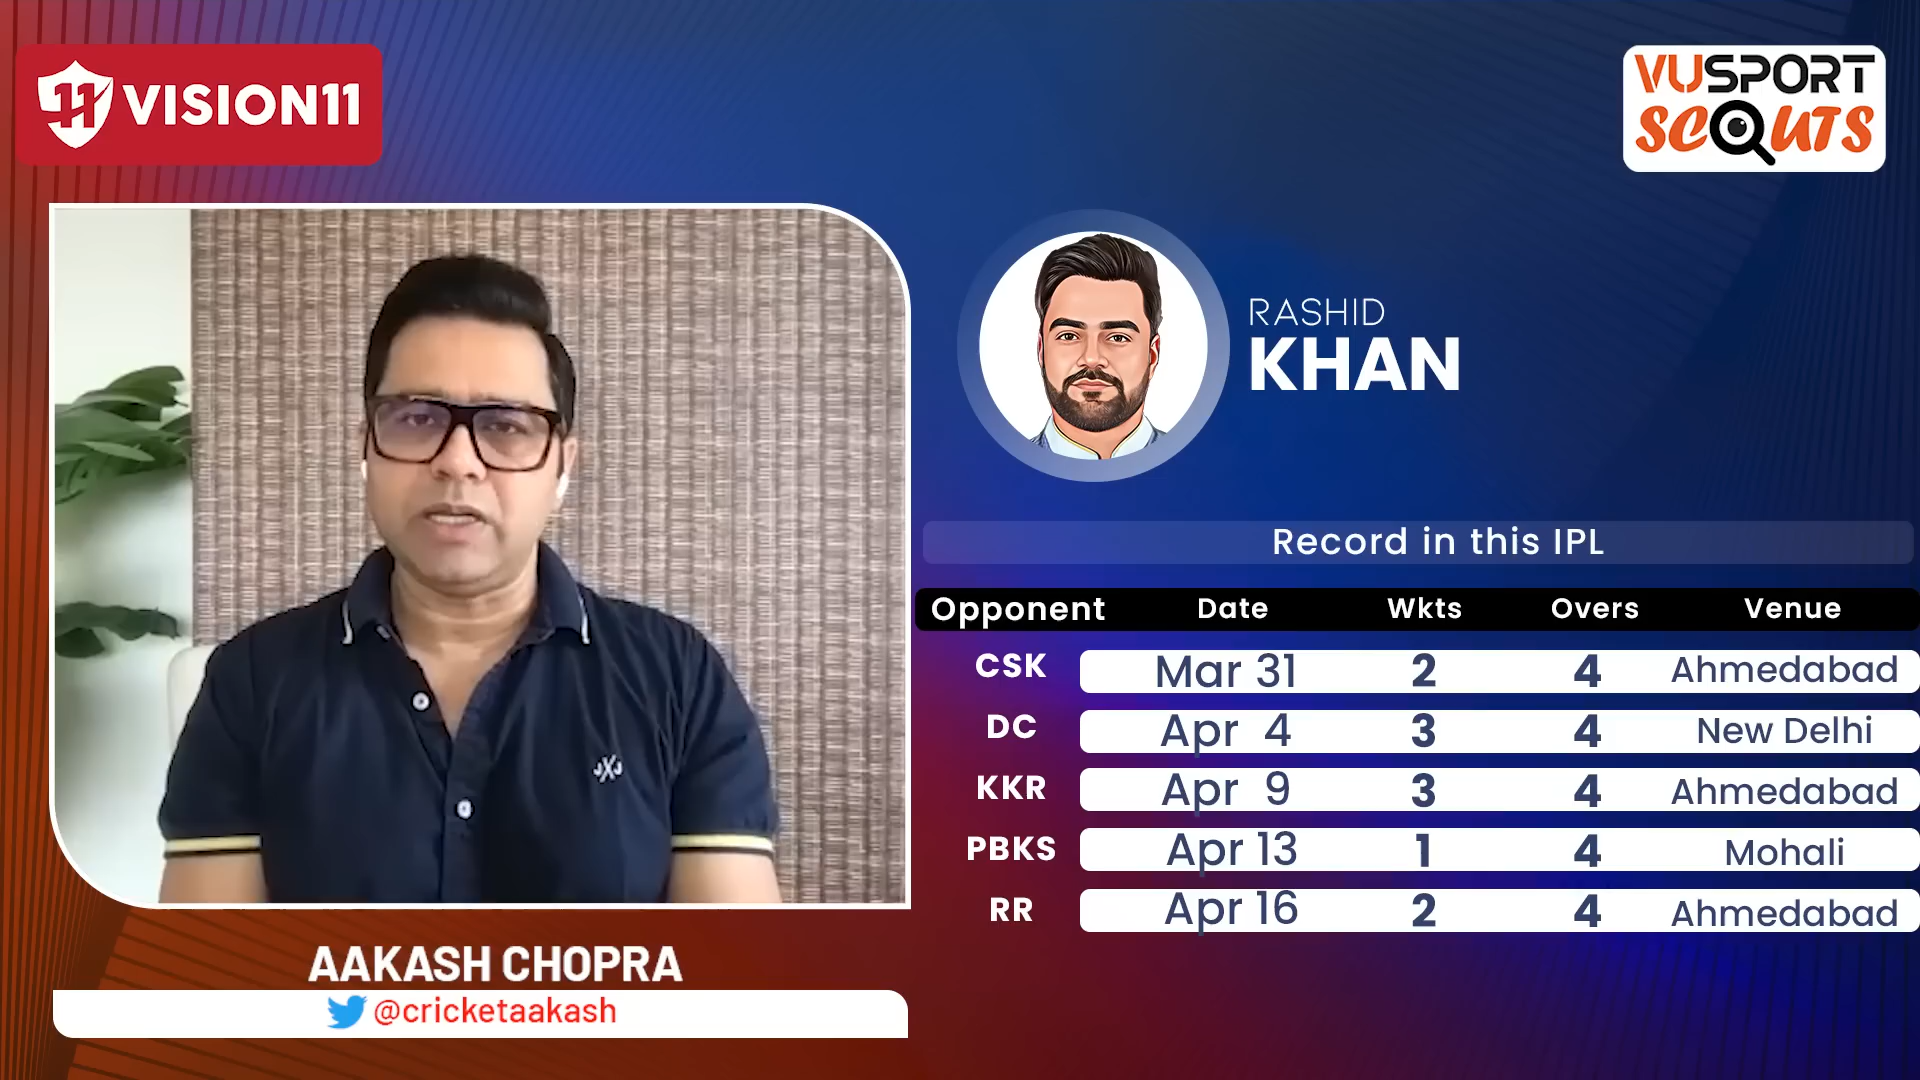 11 VISION11
VUSPORT
SCOUTS
RASHID
KHAN
Record in this IPL
Opponent Date Wkts Overs Venue
CSK Mar 31 2 4 Ahmedabad
DC Apr 4 3 4 New Delhi
KKR Apr 9 3 4 Ahmedabad
PBKS Apr 13 1 4 Mohali
RR Apr 16 2 4 Ahmedabad
AAKASH CHOPRA
@cricketaakash